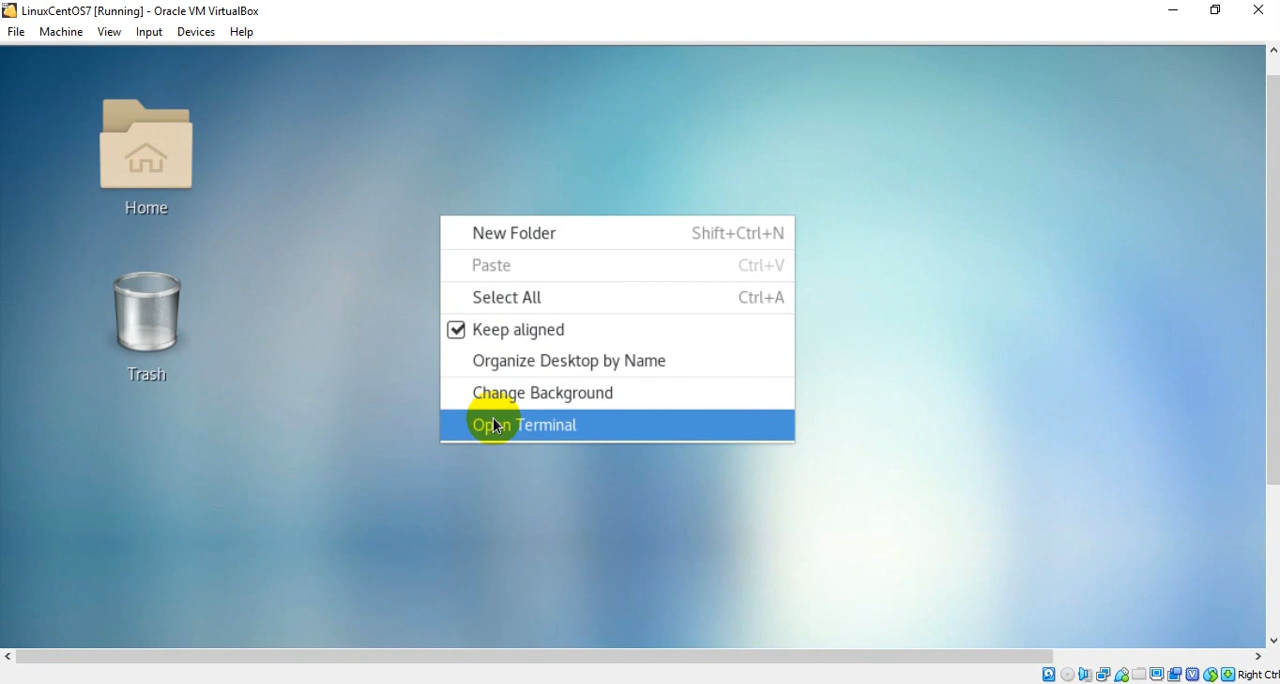 LinuxCentOS7 [Running] - Oracle VM VirtualBox
File Machine View Input Devices Help
Home
Trash
New Folder Shift+Ctrl+N
Paste Ctrl+V
Select All Ctrl+A
Keep aligned
Organize Desktop by Name
Change Background
Open Terminal
Right Ctrl